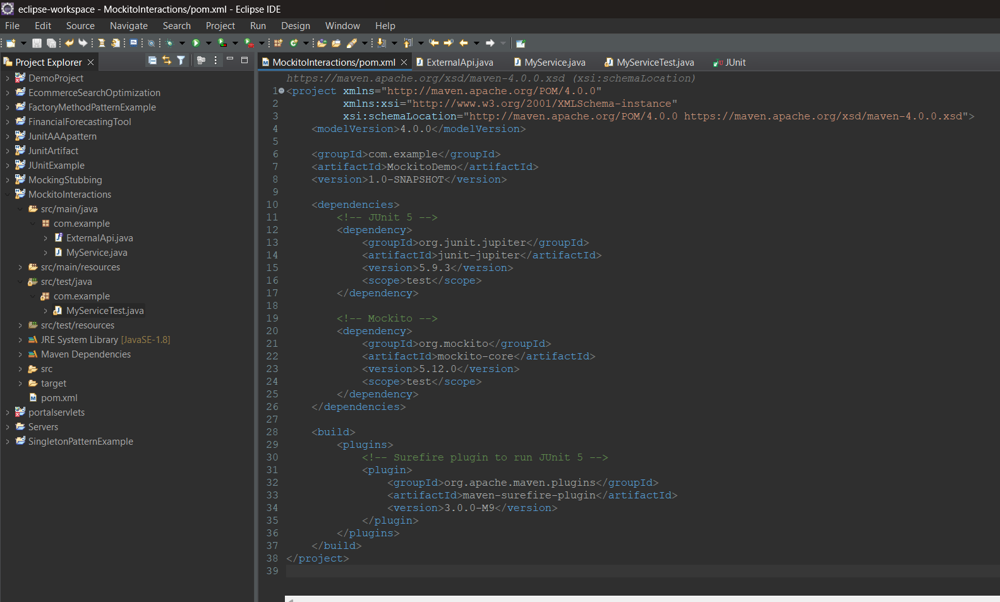 eclipse-workspace - MockitoInteractions/pom.xml - Eclipse IDE
File Edit Source Navigate Search Project Run Design Window Help
Project Explorer
DemoProject
EcommerceSearchOptimization
FactoryMethodPatternExample
FinancialForecastingTool
JunitAAApattern
JunitArtifact
JUnitExample
MockingStubbing
MockitoInteractions
src/main/java
com.example
ExternalApi.java
MyService.java
src/main/resources
src/test/java
com.example
MyServiceTest.java
src/test/resources
JRE System Library [JavaSE-1.8]
Maven Dependencies
src
target
pom.xml
portalservlets
Servers
SingletonPatternExample
MockitoInteractions/pom.xml ExternalApi.java MyService.java MyServiceTest.java JUnit
https://maven.apache.org/xsd/maven-4.0.0.xsd (xsi:schemaLocation)
1 <project xmlns="http://maven.apache.org/POM/4.0.0"
2 xmlns:xsi="http://www.w3.org/2001/XMLSchema-instance"
3 xsi:schemaLocation="http://maven.apache.org/POM/4.0.0 https://maven.apache.org/xsd/maven-4.0.0.xsd">
4 <modelVersion>4.0.0</modelVersion>
5
6 <groupId>com.example</groupId>
7 <artifactId>MockitoDemo</artifactId>
8 <version>1.0-SNAPSHOT</version>
9
10 <dependencies>
11 <!-- JUnit 5 -->
12 <dependency>
13 <groupId>org.junit.jupiter</groupId>
14 <artifactId>junit-jupiter</artifactId>
15 <version>5.9.3</version>
16 <scope>test</scope>
17 </dependency>
18
19 <!-- Mockito -->
20 <dependency>
21 <groupId>org.mockito</groupId>
22 <artifactId>mockito-core</artifactId>
23 <version>5.12.0</version>
24 <scope>test</scope>
25 </dependency>
26 </dependencies>
27
28 <build>
29 <plugins>
30 <!-- Surefire plugin to run JUnit 5 -->
31 <plugin>
32 <groupId>org.apache.maven.plugins</groupId>
33 <artifactId>maven-surefire-plugin</artifactId>
34 <version>3.0.0-M9</version>
35 </plugin>
36 </plugins>
37 </build>
38 </project>
39